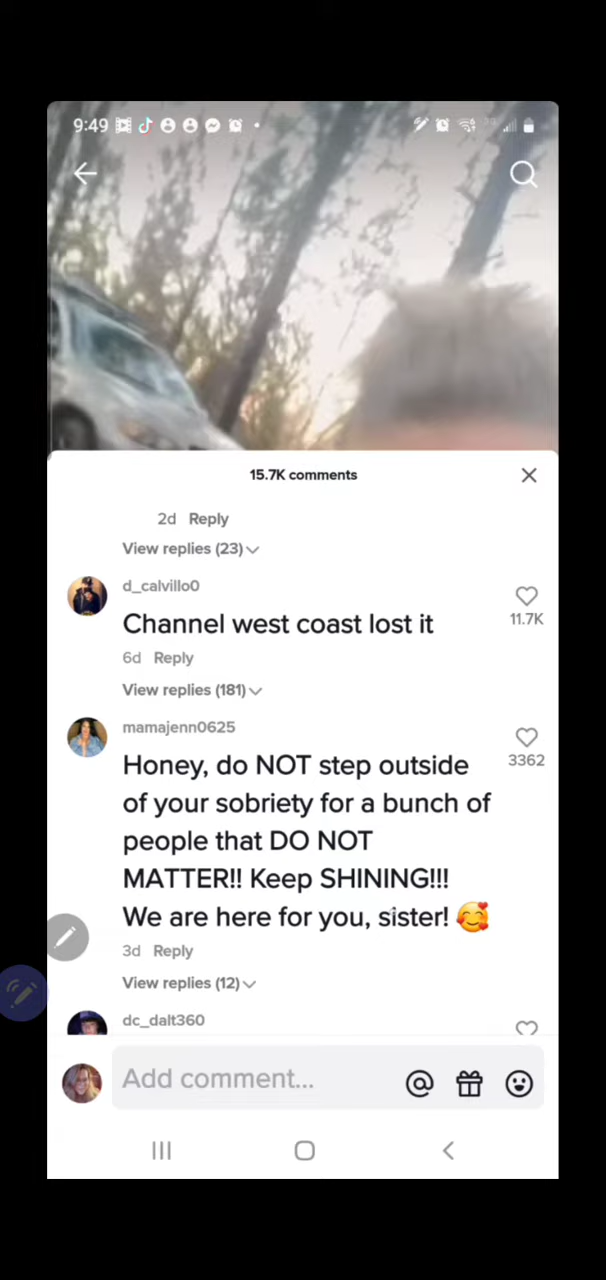 9:49
15.7K comments
2d Reply
View replies (23)
d_calvillo0
Channel west coast lost it
11.7K
6d Reply
View replies (181)
mamajenn0625
Honey, do NOT step outside
of your sobriety for a bunch of
people that DO NOT
MATTER!! Keep SHINING!!!
We are here for you, sister! 🥰
3362
3d Reply
View replies (12)
dc_dalt360
Add comment...